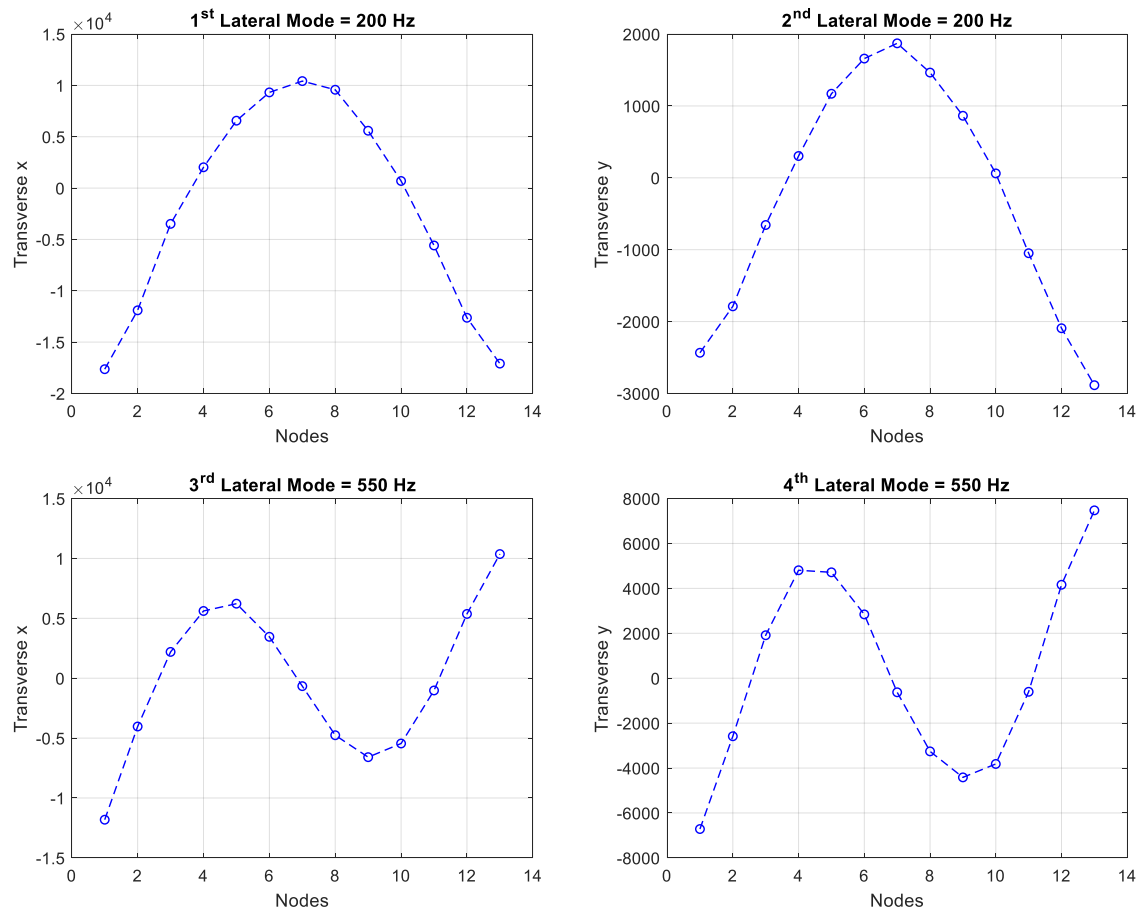 1st Lateral Mode = 200 Hz
×10^4
1.5
1
0.5
0
-0.5
-1
-1.5
-2
0 2 4 6 8 10 12 14
Transverse x
Nodes
2nd Lateral Mode = 200 Hz
2000
1000
0
-1000
-2000
-3000
0 2 4 6 8 10 12 14
Transverse y
Nodes
3rd Lateral Mode = 550 Hz
×10^4
1.5
1
0.5
0
-0.5
-1
-1.5
0 2 4 6 8 10 12 14
Transverse x
Nodes
4th Lateral Mode = 550 Hz
8000
6000
4000
2000
0
-2000
-4000
-6000
-8000
0 2 4 6 8 10 12 14
Transverse y
Nodes